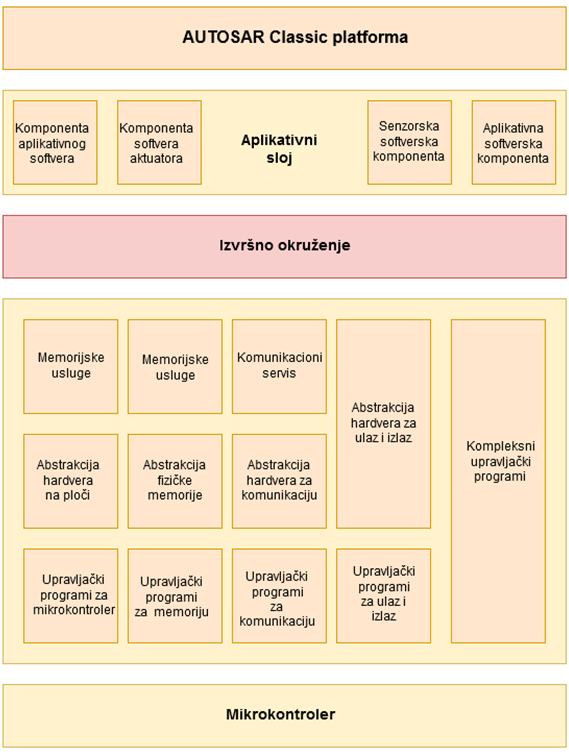 AUTOSAR Classic platforma
Komponenta
aplikativnog
softvera
Komponenta
softvera
aktuatora
Aplikativni
sloj
Senzorska
softverska
komponenta
Aplikativna
softverska
komponenta
Izvršno okruženje
Memorijske
usluge
Memorijske
usluge
Komunikacioni
servis
Abstrakcija
hardvera za
ulaz i izlaz
Kompleksni
upravljački
programi
Abstrakcija
hardvera
na ploči
Abstrakcija
fizičke
memorije
Abstrakcija
hardvera za
komunikaciju
Upravljački
programi za
mikrokontroler
Upravljački
programi
za memoriju
Upravljački
programi
za
komunikaciju
Upravljački
programi
za ulaz i
izlaz
Mikrokontroler